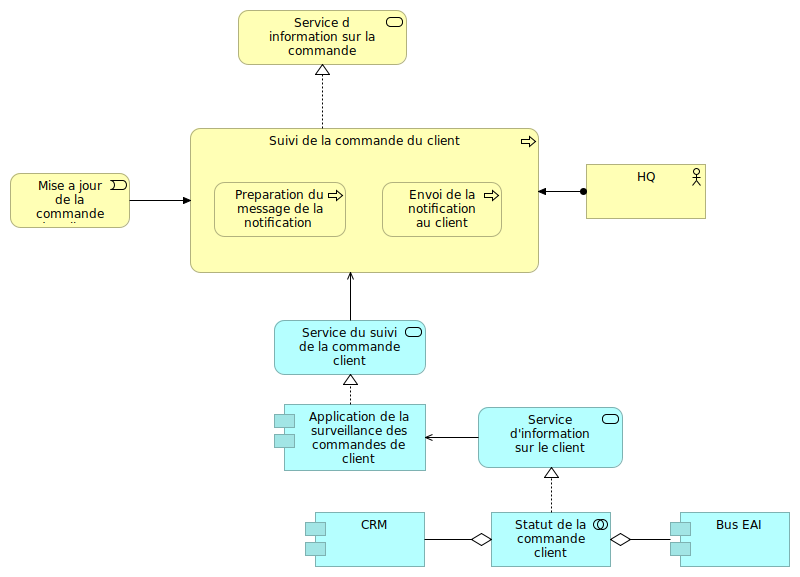 Service d
information sur la
commande
Suivi de la commande du client
Mise a jour
de la
commande
Preparation du
message de la
notification
Envoi de la
notification
au client
HQ
Service du suivi
de la commande
client
Application de la
surveillance des
commandes de
client
Service
d'information
sur le client
CRM
Statut de la
commande
client
Bus EAI